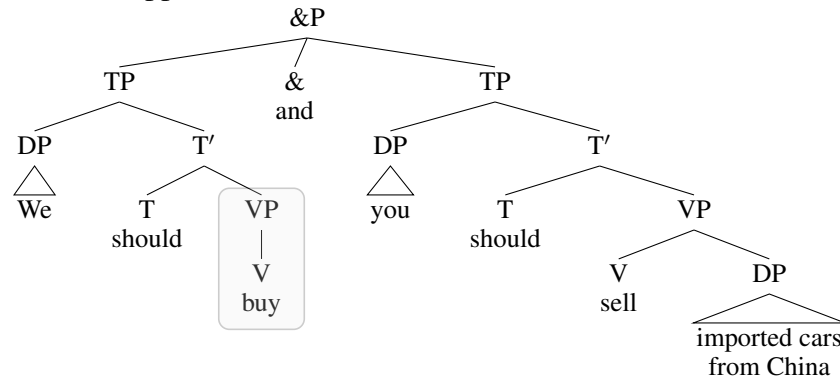 &P
TP & TP
and
DP T′ DP T′
We T VP you T VP
should should
V V DP
buy sell
imported cars
from China